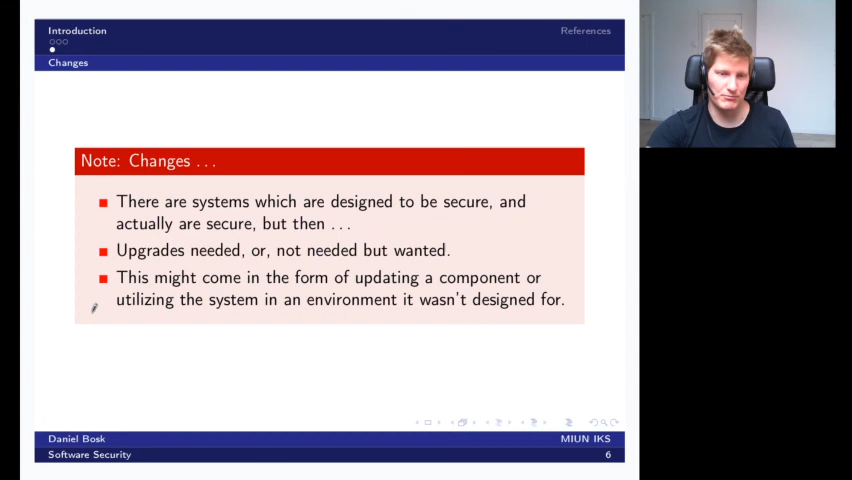 Introduction
References
Changes
Note: Changes . . .
There are systems which are designed to be secure, and
actually are secure, but then . . .
Upgrades needed, or, not needed but wanted.
This might come in the form of updating a component or
utilizing the system in an environment it wasn't designed for.
Daniel Bosk
MIUN IKS
Software Security
6